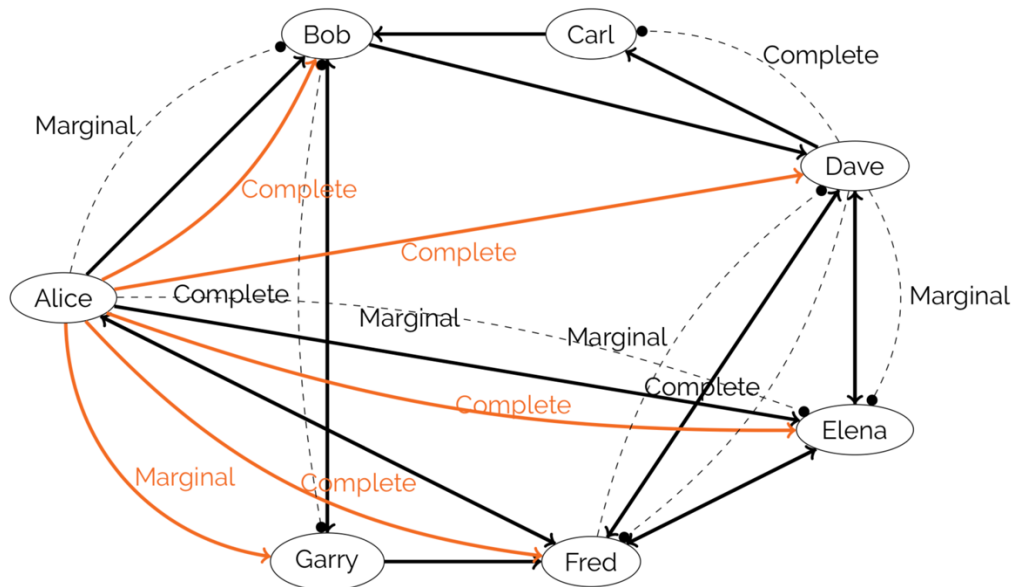 Bob
Carl
Complete
Marginal
Dave
Complete
Complete
Alice
Complete
Marginal
Marginal
Marginal
Complete
Complete
Elena
Marginal
Complete
Garry
Fred